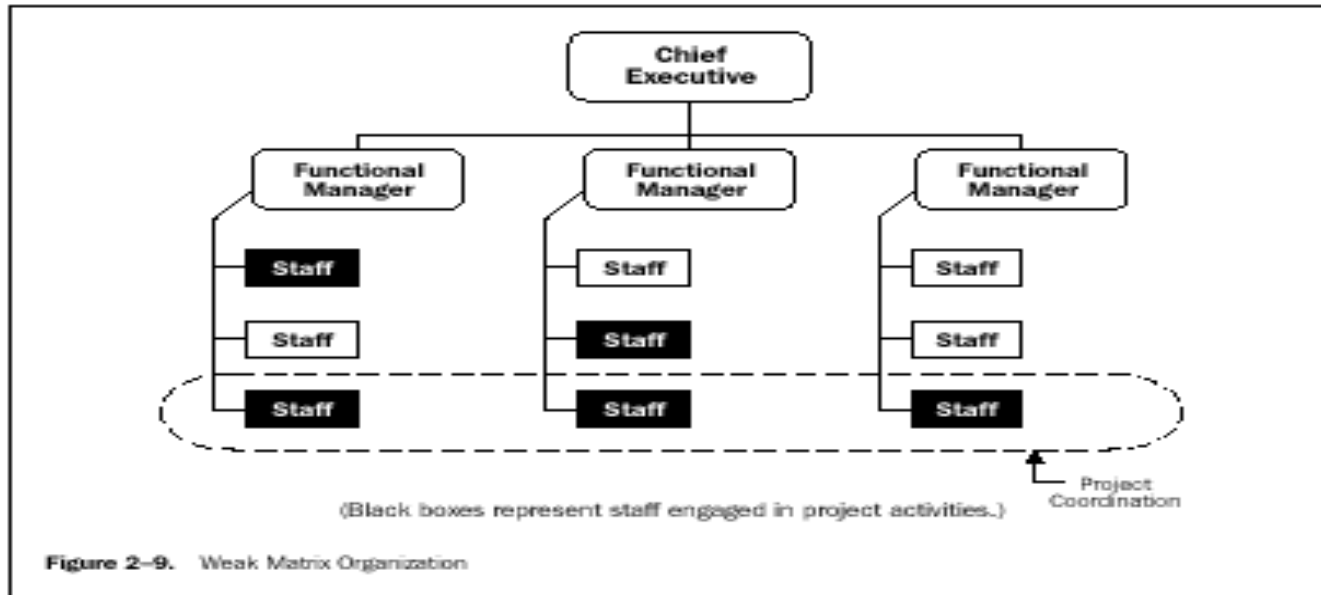 Chief
Executive
Functional
Manager
Functional
Manager
Functional
Manager
Staff
Staff
Staff
Staff
Staff
Staff
Staff
Staff
Staff
Project
Coordination
(Black boxes represent staff engaged in project activities.)
Figure 2–9. Weak Matrix Organization